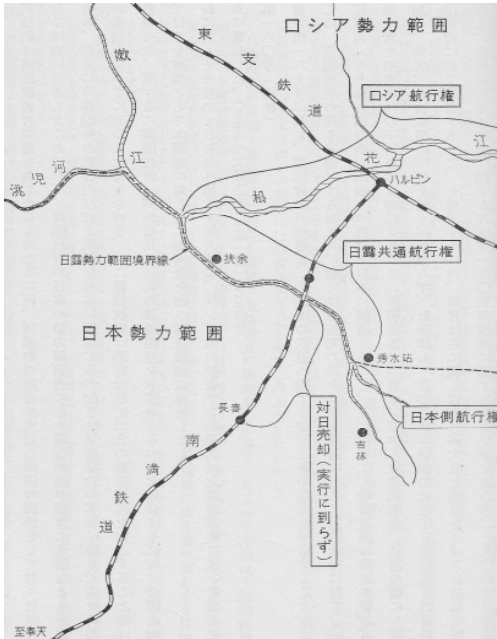 ロシア勢力範囲
東支鉄道
嫩江
ロシア航行権
松花江
洮児河
ハルビン
日露勢力範囲境界線
扶余
日露共通航行権
日本勢力範囲
秀水站
長春
対日売却(実行に到らず)
日本側航行権
吉林
南満鉄道
至奉天